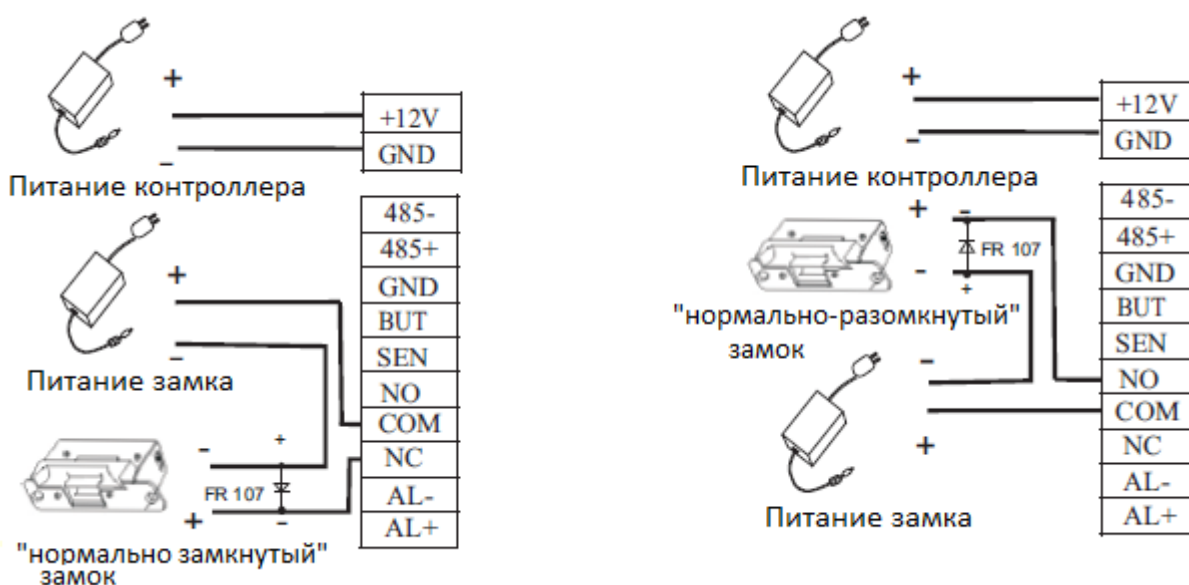 +
+12V
-
GND
Питание контроллера
485-
485+
+
GND
BUT
-
SEN
Питание замка
NO
COM
-
+
NC
FR 107
AL-
+
-
AL+
"нормально замкнутый"
замок
+
+12V
-
GND
Питание контроллера
485-
+
-
485+
FR 107
GND
-
+
"нормально-разомкнутый"
замок
BUT
SEN
-
NO
COM
+
NC
AL-
Питание замка
AL+